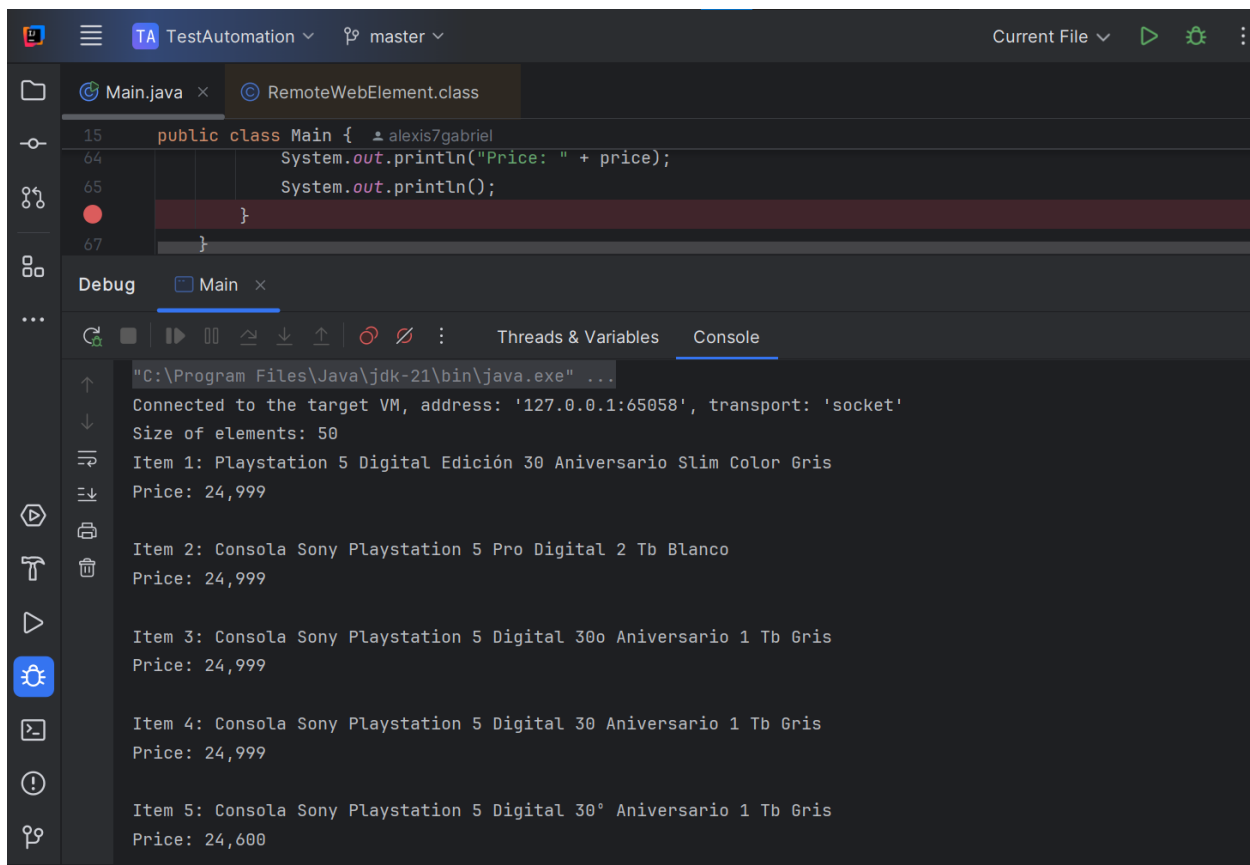 TA TestAutomation master Current File
Main.java RemoteWebElement.class
15 public class Main { alexis7gabriel
64 System.out.println("Price: " + price);
65 System.out.println();
}
67 }
Debug Main
Threads & Variables Console
"C:\Program Files\Java\jdk-21\bin\java.exe" ...
Connected to the target VM, address: '127.0.0.1:65058', transport: 'socket'
Size of elements: 50
Item 1: Playstation 5 Digital Edición 30 Aniversario Slim Color Gris
Price: 24,999
Item 2: Consola Sony Playstation 5 Pro Digital 2 Tb Blanco
Price: 24,999
Item 3: Consola Sony Playstation 5 Digital 30o Aniversario 1 Tb Gris
Price: 24,999
Item 4: Consola Sony Playstation 5 Digital 30 Aniversario 1 Tb Gris
Price: 24,999
Item 5: Consola Sony Playstation 5 Digital 30° Aniversario 1 Tb Gris
Price: 24,600